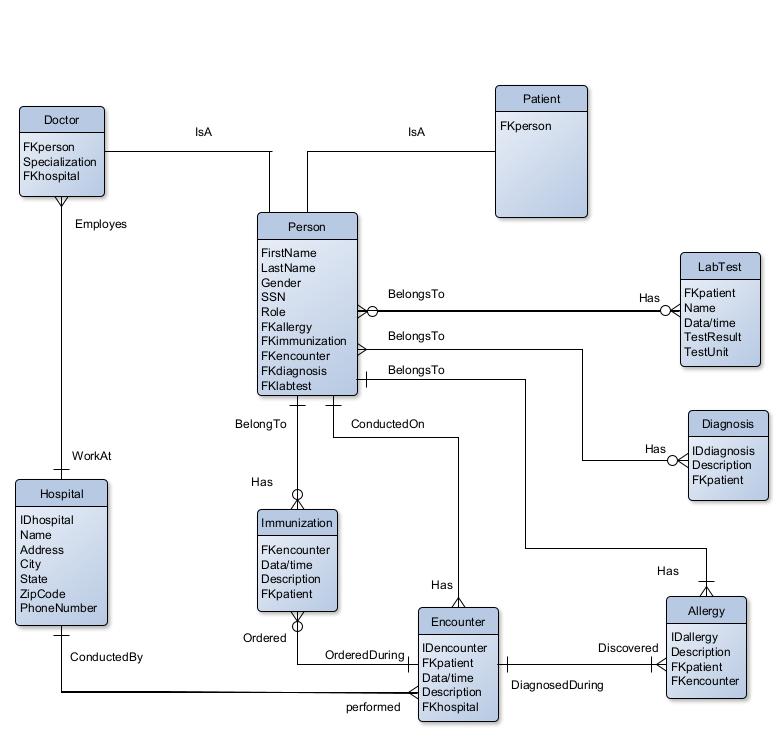 Patient
FKperson
Doctor
FKperson
Specialization
FKhospital
IsA
IsA
Employes
Person
FirstName
LastName
Gender
SSN
Role
FKallergy
FKimmunization
FKencounter
FKdiagnosis
FKlabtest
LabTest
FKpatient
Name
Data/time
TestResult
TestUnit
BelongsTo
Has
BelongsTo
BelongsTo
Diagnosis
IDdiagnosis
Description
FKpatient
Has
BelongTo
ConductedOn
WorkAt
Has
Hospital
IDhospital
Name
Address
City
State
ZipCode
PhoneNumber
Immunization
FKencounter
Data/time
Description
FKpatient
Has
Has
Encounter
IDencounter
FKpatient
Data/time
Description
FKhospital
Allergy
IDallergy
Description
FKpatient
FKencounter
Ordered
OrderedDuring
Discovered
DiagnosedDuring
ConductedBy
performed